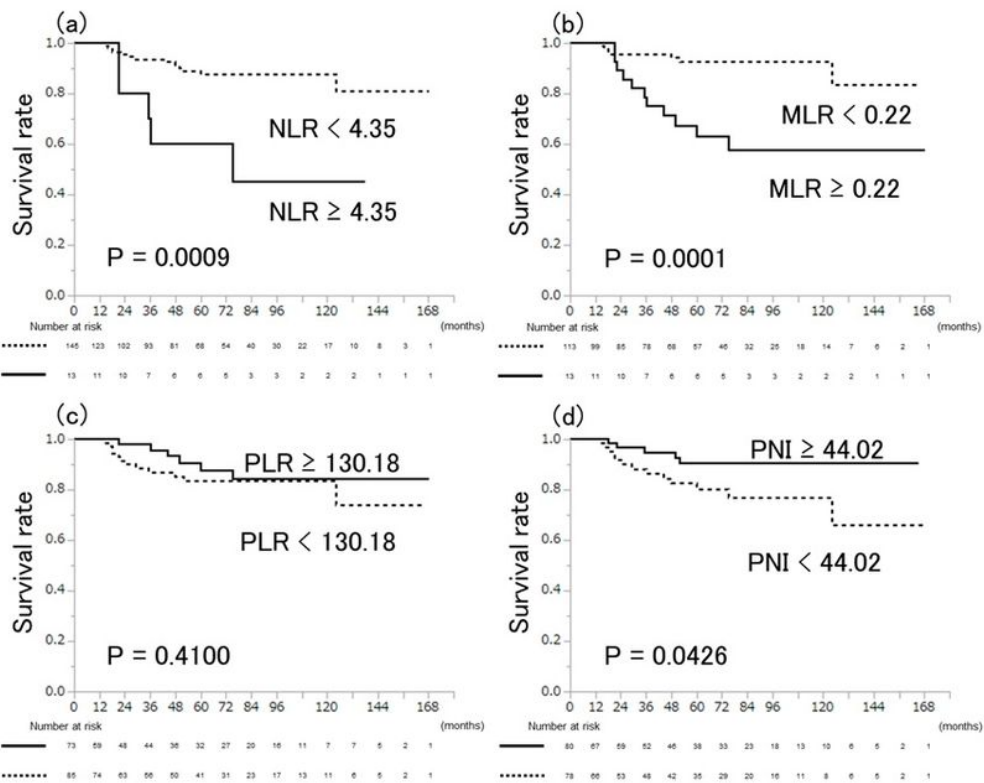 (a)
1.0
0.8
0.6
0.4
0.2
0.0
Survival rate
NLR < 4.35
NLR ≥ 4.35
P = 0.0009
0 12 24 36 48 60 72 84 96 120 144 168
Number at risk (months)
145 123 102 93 81 68 54 40 30 22 17 10 8 3 1
13 11 10 7 6 6 5 3 3 2 2 2 1 1 1
(b)
1.0
0.8
0.6
0.4
0.2
0.0
Survival rate
MLR < 0.22
MLR ≥ 0.22
P = 0.0001
0 12 24 36 48 60 72 84 96 120 144 168
Number at risk (months)
113 99 85 78 68 57 46 32 25 18 14 7 6 2 1
13 11 10 7 6 6 5 3 3 2 2 2 1 1 1
(c)
1.0
0.8
0.6
0.4
0.2
0.0
Survival rate
PLR ≥ 130.18
PLR < 130.18
P = 0.4100
0 12 24 36 48 60 72 84 96 120 144 168
Number at risk (months)
73 59 48 44 36 32 27 20 16 11 7 7 5 2 1
85 74 63 56 50 41 31 23 17 13 11 6 5 2 1
(d)
1.0
0.8
0.6
0.4
0.2
0.0
Survival rate
PNI ≥ 44.02
PNI < 44.02
P = 0.0426
0 12 24 36 48 60 72 84 96 120 144 168
Number at risk (months)
80 67 59 52 46 38 33 23 18 13 10 6 5 2 1
78 66 53 48 42 35 29 20 16 11 8 6 5 2 1